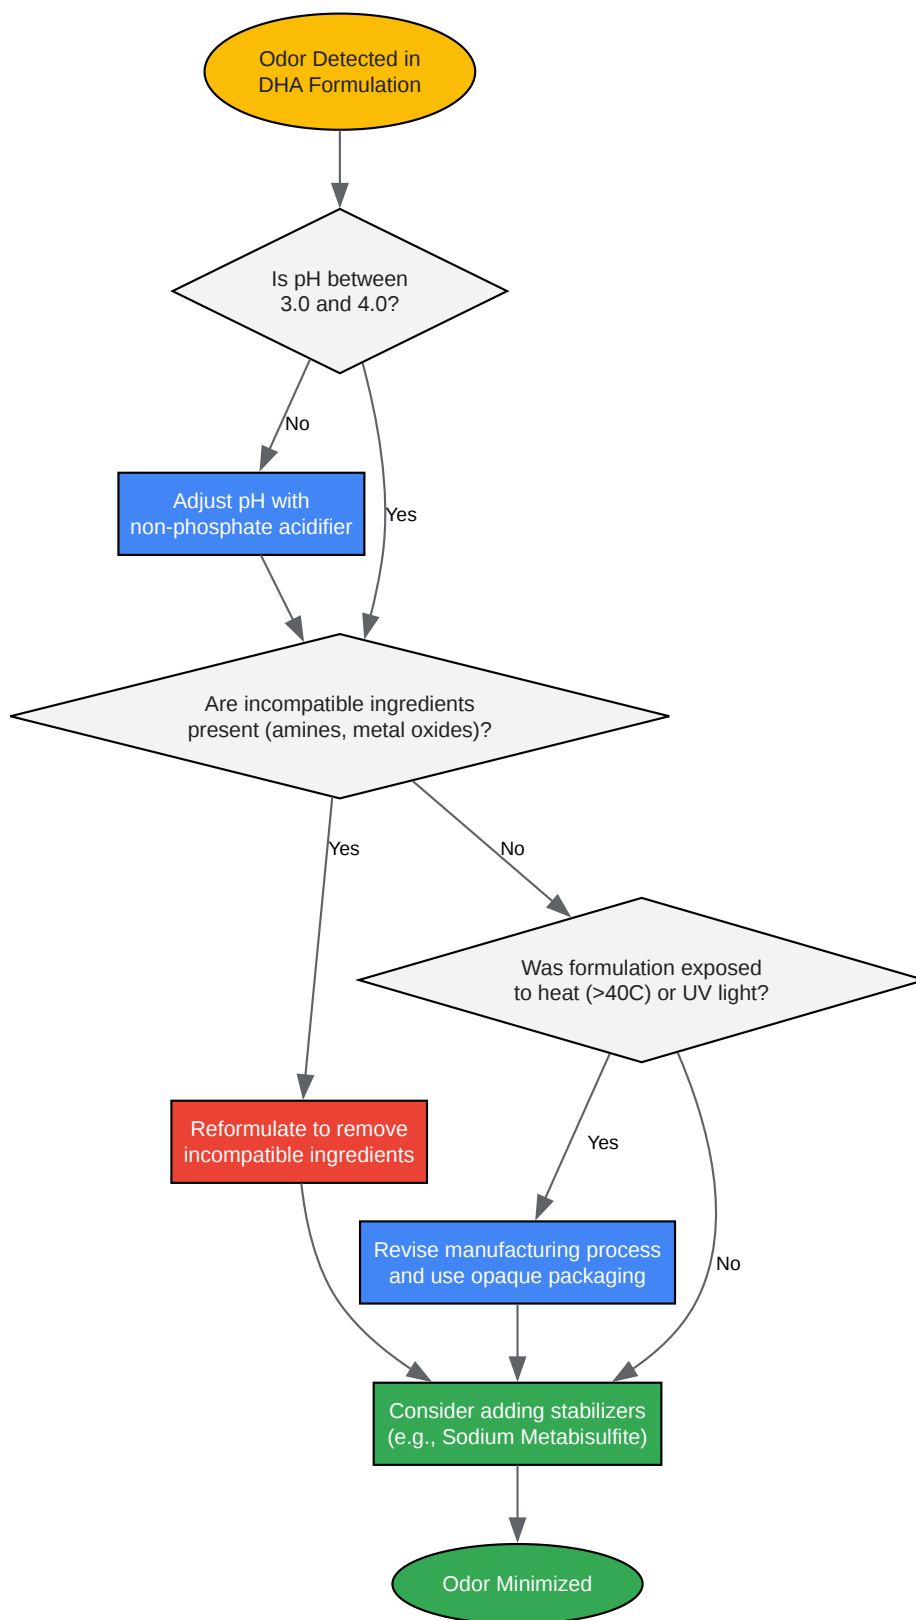 Odor Detected in
DHA Formulation
Is pH between
3.0 and 4.0?
No
Adjust pH with
non-phosphate acidifier
Yes
Are incompatible ingredients
present (amines, metal oxides)?
Yes
No
Was formulation exposed
to heat (>40C) or UV light?
Reformulate to remove
incompatible ingredients
Yes
Revise manufacturing process
and use opaque packaging
No
Consider adding stabilizers
(e.g., Sodium Metabisulfite)
Odor Minimized